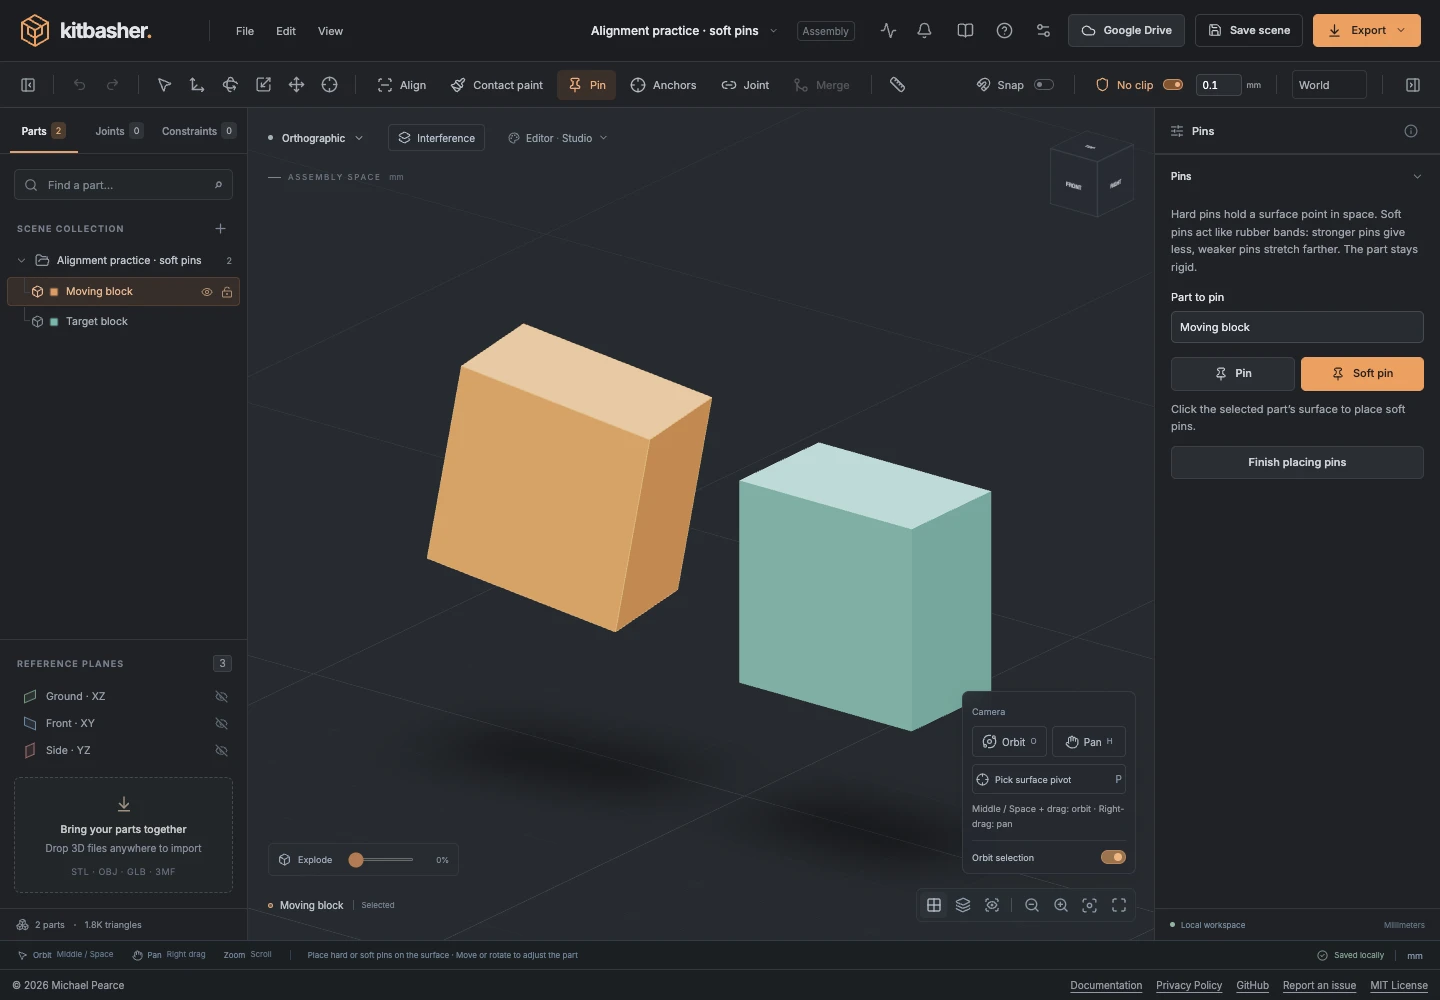 kitbasher.
File
Edit
View
Alignment practice · soft pins
Assembly
Google Drive
Save scene
Export
Align
Contact paint
Pin
Anchors
Joint
Merge
Snap
No clip
0.1
mm
World
Parts 2
Joints 0
Constraints 0
Find a part...
SCENE COLLECTION
Alignment practice · soft pins 2
Moving block
Target block
REFERENCE PLANES 3
Ground · XZ
Front · XY
Side · YZ
Bring your parts together
Drop 3D files anywhere to import
STL · OBJ · GLB · 3MF
2 parts · 1.8K triangles
Orthographic
Interference
Editor · Studio
ASSEMBLY SPACE mm
FRONT
RIGHT
Camera
Orbit O
Pan H
Pick surface pivot P
Middle / Space + drag: orbit · Right-
drag: pan
Orbit selection
Explode 0%
Moving block Selected
Pins
Pins
Hard pins hold a surface point in space. Soft
pins act like rubber bands: stronger pins give
less, weaker pins stretch farther. The part stays
rigid.
Part to pin
Moving block
Pin
Soft pin
Click the selected part's surface to place soft
pins.
Finish placing pins
Local workspace
Millimeters
Orbit Middle / Space
Pan Right drag
Zoom Scroll
Place hard or soft pins on the surface · Move or rotate to adjust the part
Saved locally
mm
© 2026 Michael Pearce
Documentation
Privacy Policy
GitHub
Report an issue
MIT License